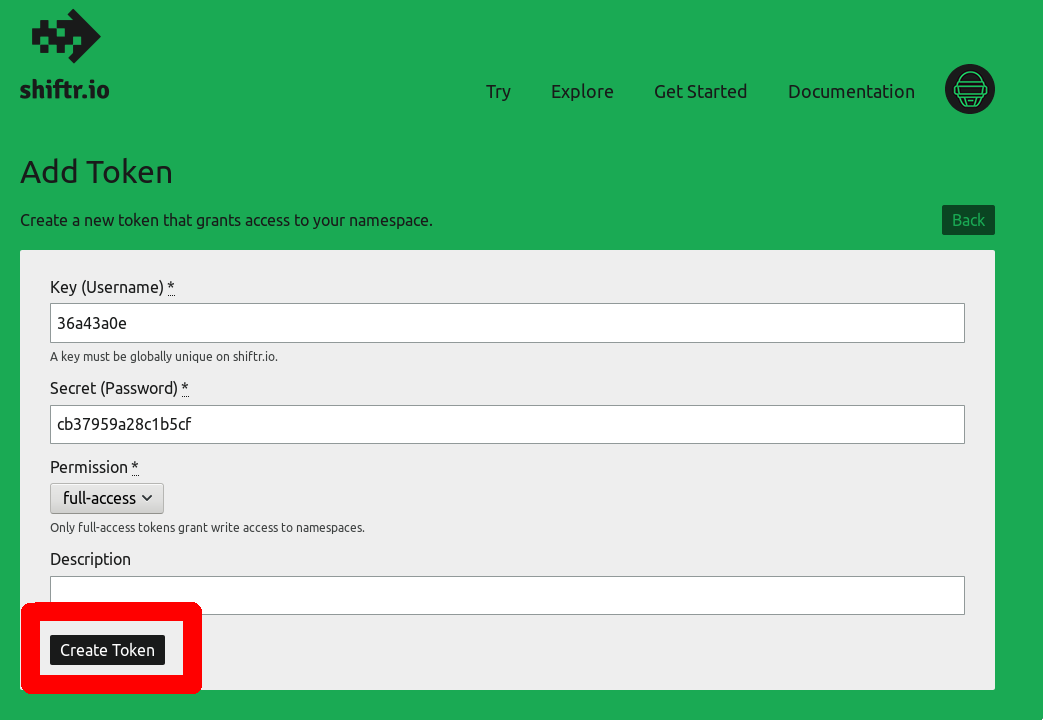 shiftr.io
Try Explore Get Started Documentation
Add Token
Create a new token that grants access to your namespace.
Back
Key (Username) *
36a43a0e
A key must be globally unique on shiftr.io.
Secret (Password) *
cb37959a28c1b5cf
Permission *
full-access
Only full-access tokens grant write access to namespaces.
Description
Create Token